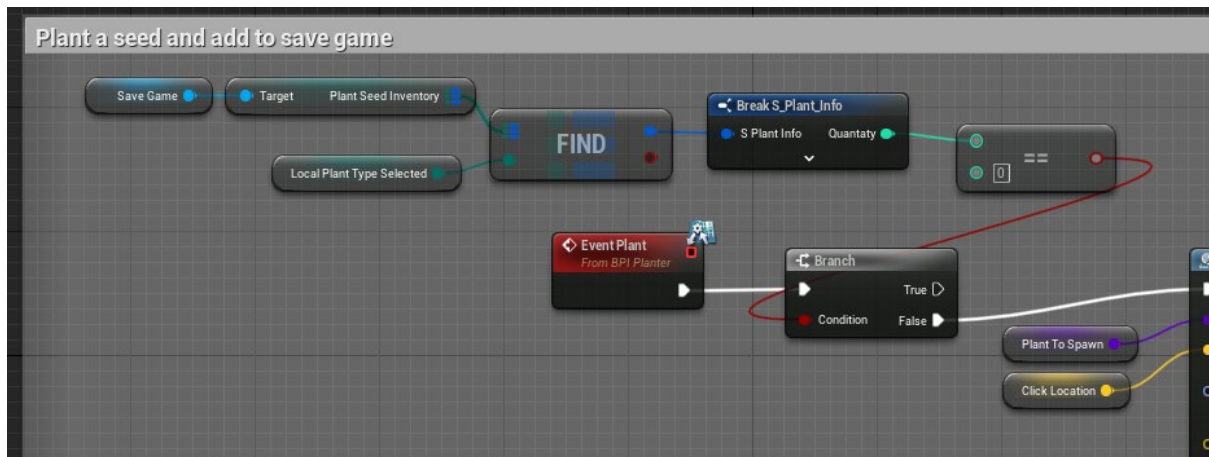 Plant a seed and add to save game
Save Game
Target Plant Seed Inventory
Local Plant Type Selected
FIND
Break S_Plant_Info
S Plant Info Quantaty
==
0
Event Plant
From BPI Planter
Branch
True
Condition False
Plant To Spawn
Click Location